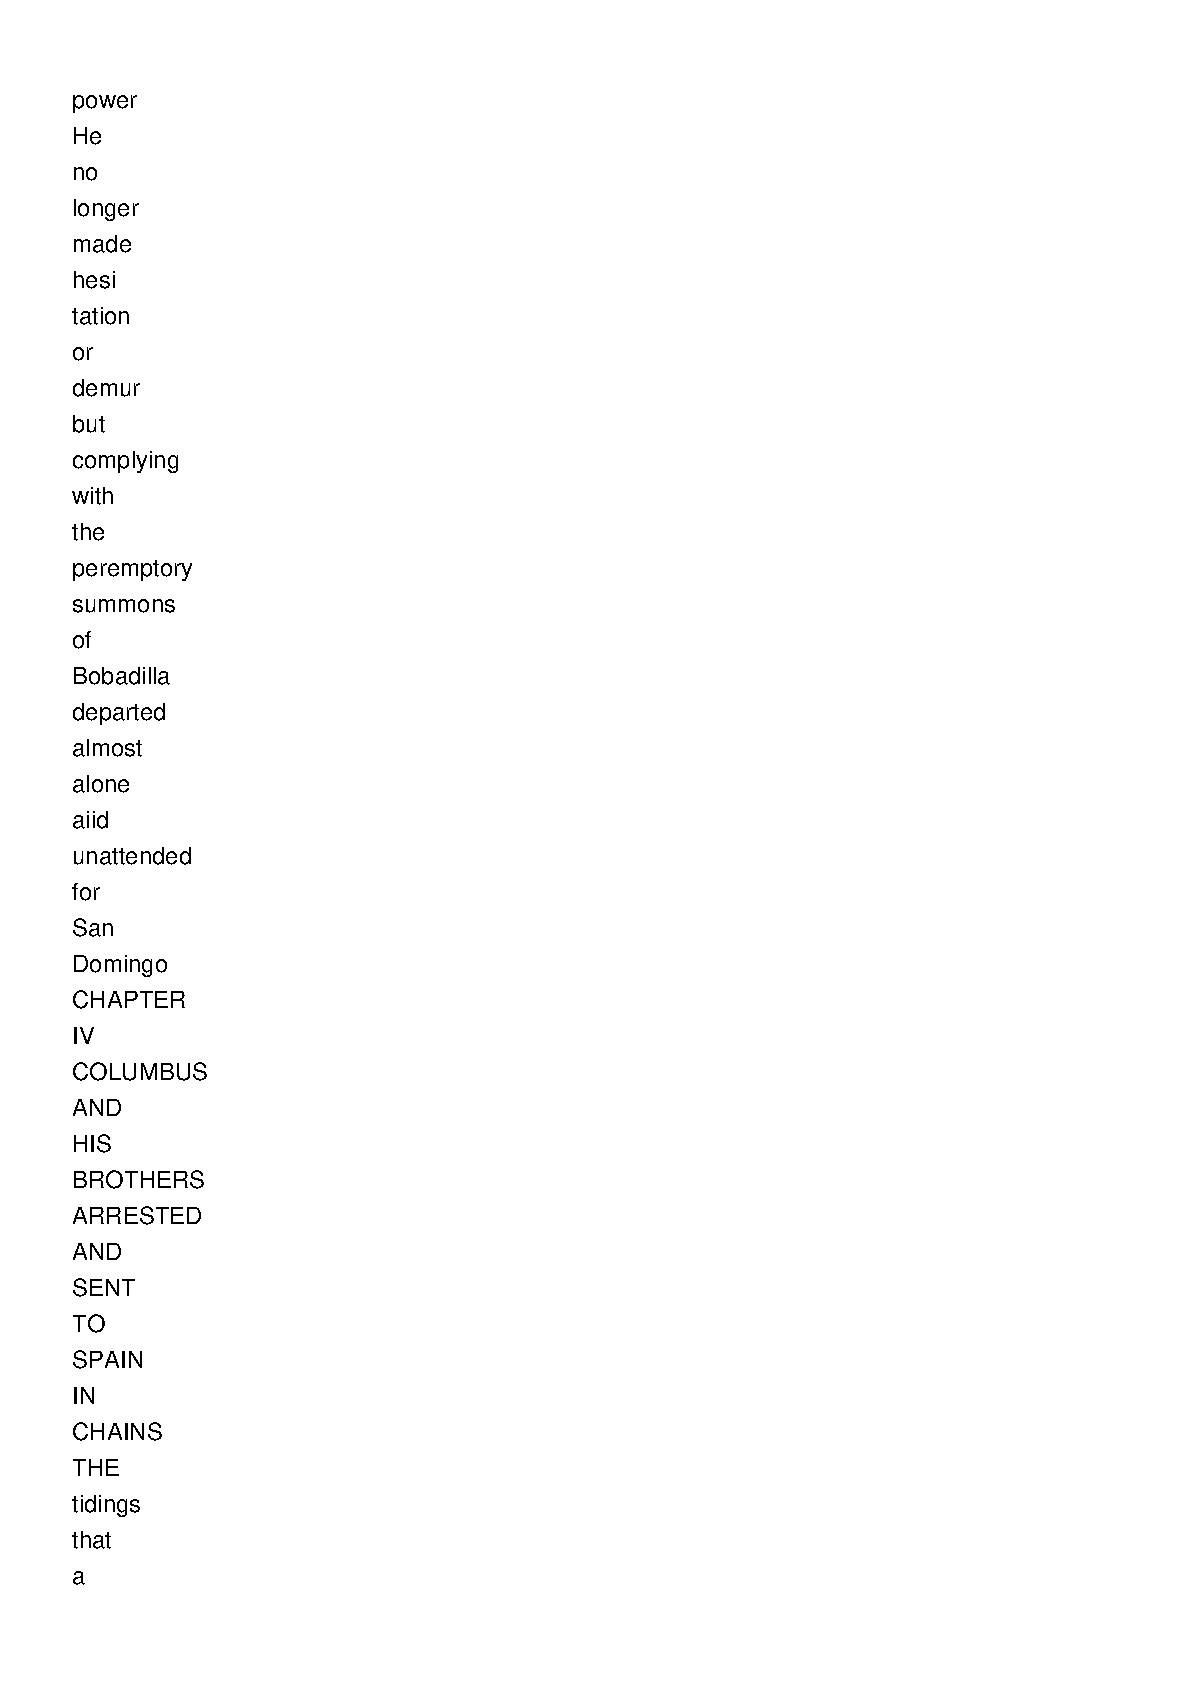 power
He
no
longer
made
hesi
tation
or
demur
but
complying
with
the
peremptory
summons
of
Bobadilla
departed
almost
alone
aiid
unattended
for
San
Domingo
CHAPTER
IV
COLUMBUS
AND
HIS
BROTHERS
ARRESTED
AND
SENT
TO
SPAIN
IN
CHAINS
THE
tidings
that
a